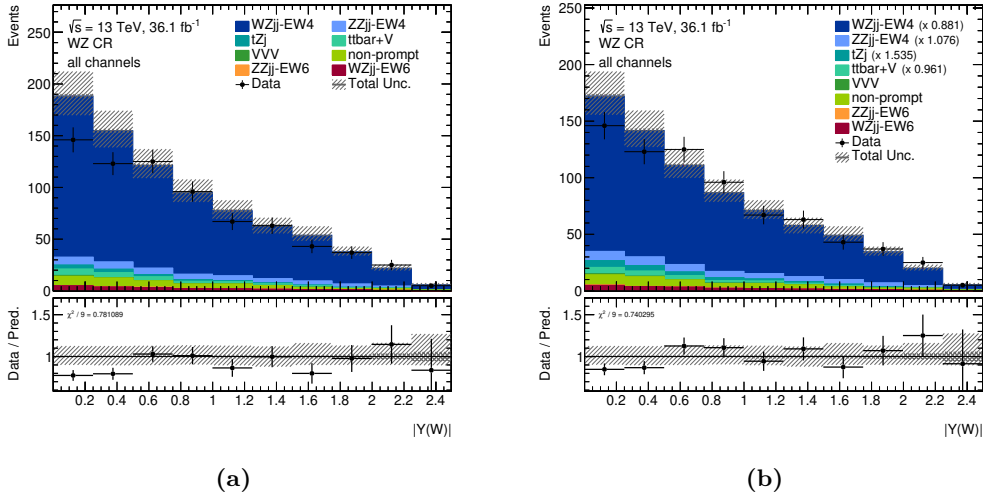 Events
250
200
150
100
50
0
√s = 13 TeV, 36.1 fb⁻¹
WZ CR
all channels
WZjj-EW4
tZj
VVV
ZZjj-EW6
Data
ZZjj-EW4
ttbar+V
non-prompt
WZjj-EW6
Total Unc.
Data / Pred.
1.5
1
χ² / 9 = 0.781089
0.2 0.4 0.6 0.8 1 1.2 1.4 1.6 1.8 2 2.2 2.4
|Y(W)|
(a)
Events
250
200
150
100
50
0
√s = 13 TeV, 36.1 fb⁻¹
WZ CR
all channels
WZjj-EW4 (x 0.881)
ZZjj-EW4 (x 1.076)
tZj (x 1.535)
ttbar+V (x 0.961)
VVV
non-prompt
ZZjj-EW6
WZjj-EW6
Data
Total Unc.
Data / Pred.
1.5
1
χ² / 9 = 0.740295
0.2 0.4 0.6 0.8 1 1.2 1.4 1.6 1.8 2 2.2 2.4
|Y(W)|
(b)